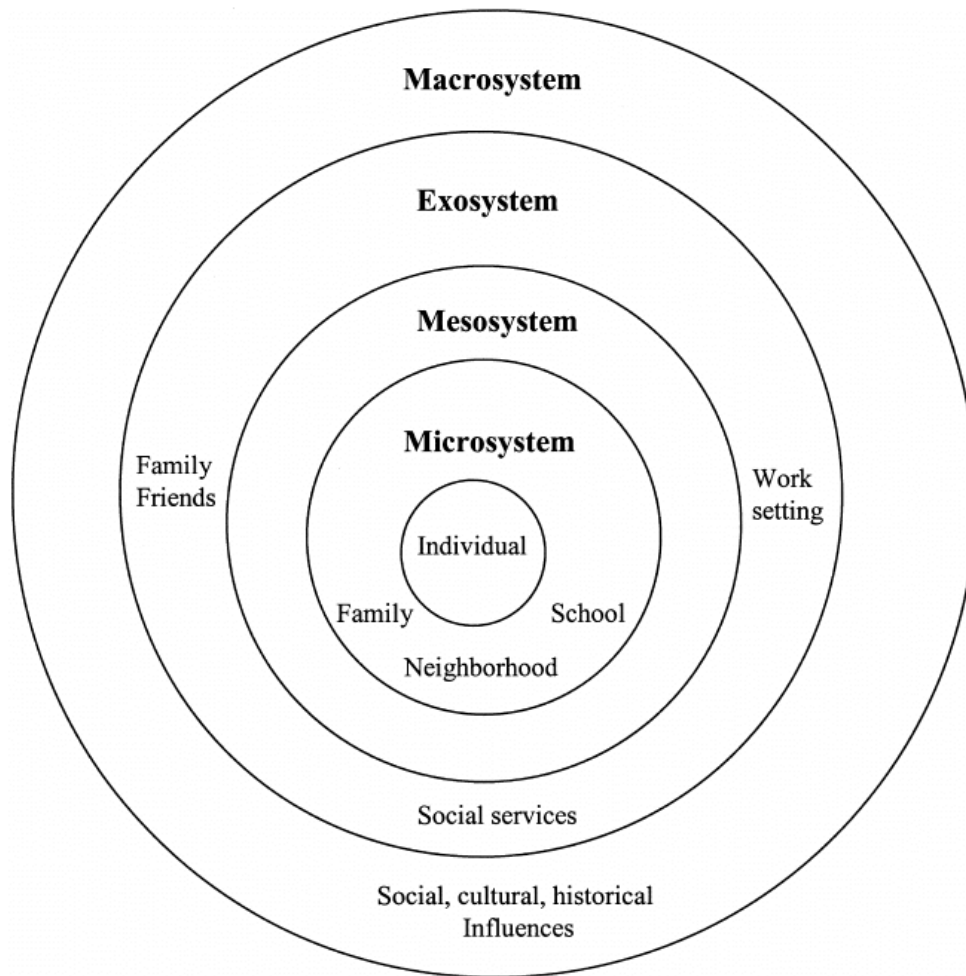 Macrosystem
Exosystem
Mesosystem
Microsystem
Family
Friends
Work
setting
Individual
Family
School
Neighborhood
Social services
Social, cultural, historical
Influences